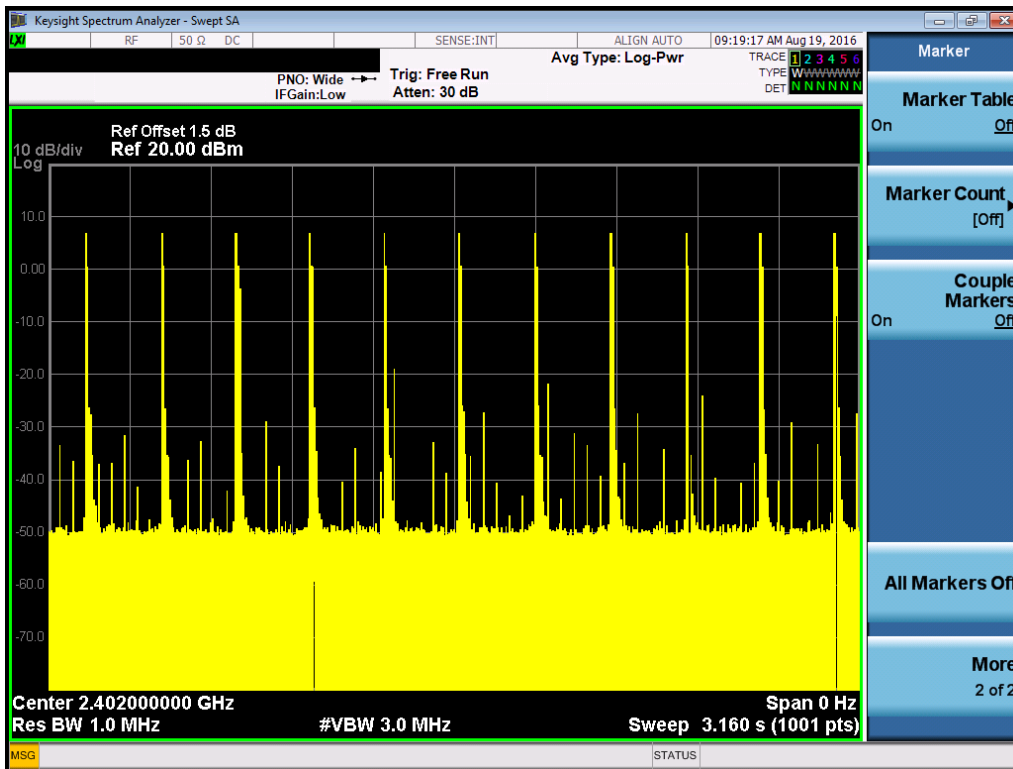 Keysight Spectrum Analyzer - Swept SA
LXI RF 50 Ω DC SENSE:INT ALIGN AUTO 09:19:17 AM Aug 19, 2016
PNO: Wide
IFGain:Low
Trig: Free Run
Atten: 30 dB
Avg Type: Log-Pwr
TRACE 1 2 3 4 5 6
TYPE WWWWWW
DET N N N N N N
Ref Offset 1.5 dB
10 dB/div Ref 20.00 dBm
Log
10.0
0.00
-10.0
-20.0
-30.0
-40.0
-50.0
-60.0
-70.0
Center 2.402000000 GHz Span 0 Hz
Res BW 1.0 MHz #VBW 3.0 MHz Sweep 3.160 s (1001 pts)
Marker
Marker Table
On Off
Marker Count
[Off]
Couple
Markers
On Off
All Markers Off
More
2 of 2
MSG STATUS